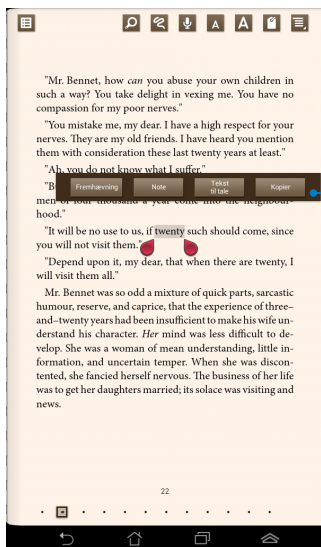 A A
"Mr. Bennet, how can you abuse your own children in
such a way? You take delight in vexing me. You have no
compassion for my poor nerves."
"You mistake me, my dear. I have a high respect for your
nerves. They are my old friends. I have heard you mention
them with consideration these last twenty years at least."
"Ah, you do not know what I suffer."
Fremhævning Note Tekst til tale Kopier
men of four thousand a year come into the neighbour-
hood."
"It will be no use to us, if twenty such should come, since
you will not visit them."
"Depend upon it, my dear, that when there are twenty, I
will visit them all."
Mr. Bennet was so odd a mixture of quick parts, sarcastic
humour, reserve, and caprice, that the experience of three–
and–twenty years had been insufficient to make his wife un-
derstand his character. Her mind was less difficult to de-
velop. She was a woman of mean understanding, little in-
formation, and uncertain temper. When she was discon-
tented, she fancied herself nervous. The business of her life
was to get her daughters married; its solace was visiting and
news.
22